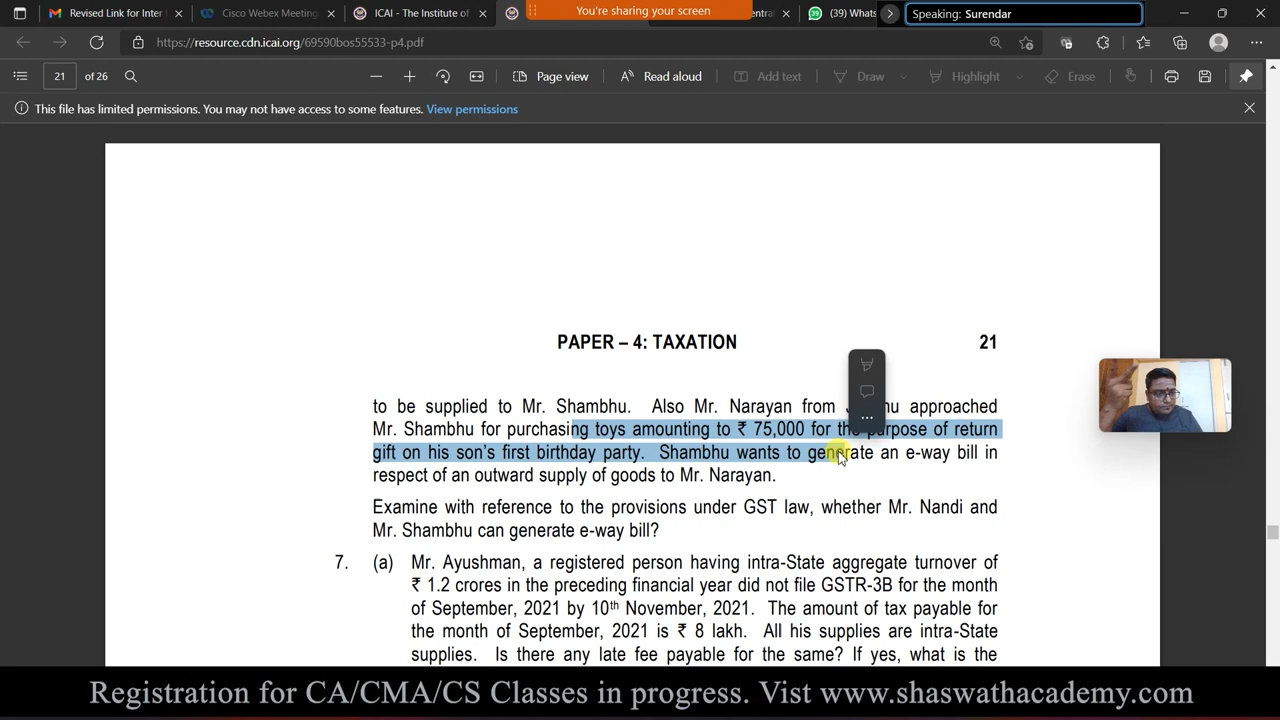 Revised Link for Inter
Cisco Webex Meeting
ICAI - The Institute of
You're sharing your screen
(39) Whats
Speaking: Surendar
https://resource.cdn.icai.org/69590bos55533-p4.pdf
21 of 26
Page view
Read aloud
Add text
Draw
Highlight
Erase
This file has limited permissions. You may not have access to some features. View permissions
PAPER – 4: TAXATION 21
to be supplied to Mr. Shambhu. Also Mr. Narayan from approached
Mr. Shambhu for purchasing toys amounting to ₹ 75,000 for the purpose of return
gift on his son's first birthday party. Shambhu wants to generate an e-way bill in
respect of an outward supply of goods to Mr. Narayan.
Examine with reference to the provisions under GST law, whether Mr. Nandi and
Mr. Shambhu can generate e-way bill?
7. (a) Mr. Ayushman, a registered person having intra-State aggregate turnover of
₹ 1.2 crores in the preceding financial year did not file GSTR-3B for the month
of September, 2021 by 10th November, 2021. The amount of tax payable for
the month of September, 2021 is ₹ 8 lakh. All his supplies are intra-State
supplies. Is there any late fee payable for the same? If yes, what is the
Registration for CA/CMA/CS Classes in progress. Vist www.shaswathacademy.com